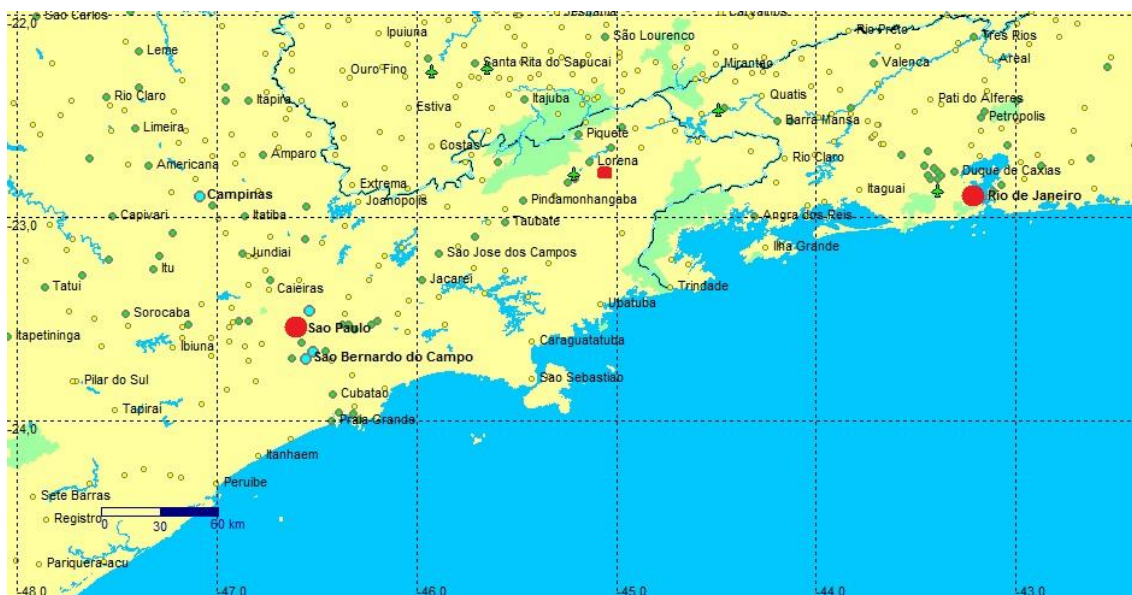 -22,0
Sao Carlos
Ipuiuna
Jesuania
Carvalhos
Rio Preto
Tres Rios
São Lourenco
Leme
Santa Rita do Sapucai
Mirantao
Valenca
Areal
Ouro Fino
Rio Claro
Itapira
Estiva
Itajuba
Quatis
Pati do Alferes
Petropolis
Limeira
Piquete
Barra Mansa
Costas
Americana
Amparo
Lorena
Rio Claro
Duque de Caxias
Extrema
Campinas
Joanopolis
Pindamonhangaba
Itaguai
Rio de Janeiro
-23,0
Capivari
Itatiba
Taubate
Angra dos Reis
Itu
Jundiai
São Jose dos Campos
Ilha Grande
Tatui
Caieiras
Jacarei
Trindade
Ubatuba
Sorocaba
Sao Paulo
Itapetininga
Ibiuna
Caraguatatuba
São Bernardo do Campo
Pilar do Sul
Sao Sebastiao
Cubatao
Tapirai
Praia Grande
-24,0
Itanhaem
Peruibe
Sete Barras
Registro
0 30 60 km
Pariquera-acu
-48,0 -47,0 -46,0 -45,0 -44,0 -43,0